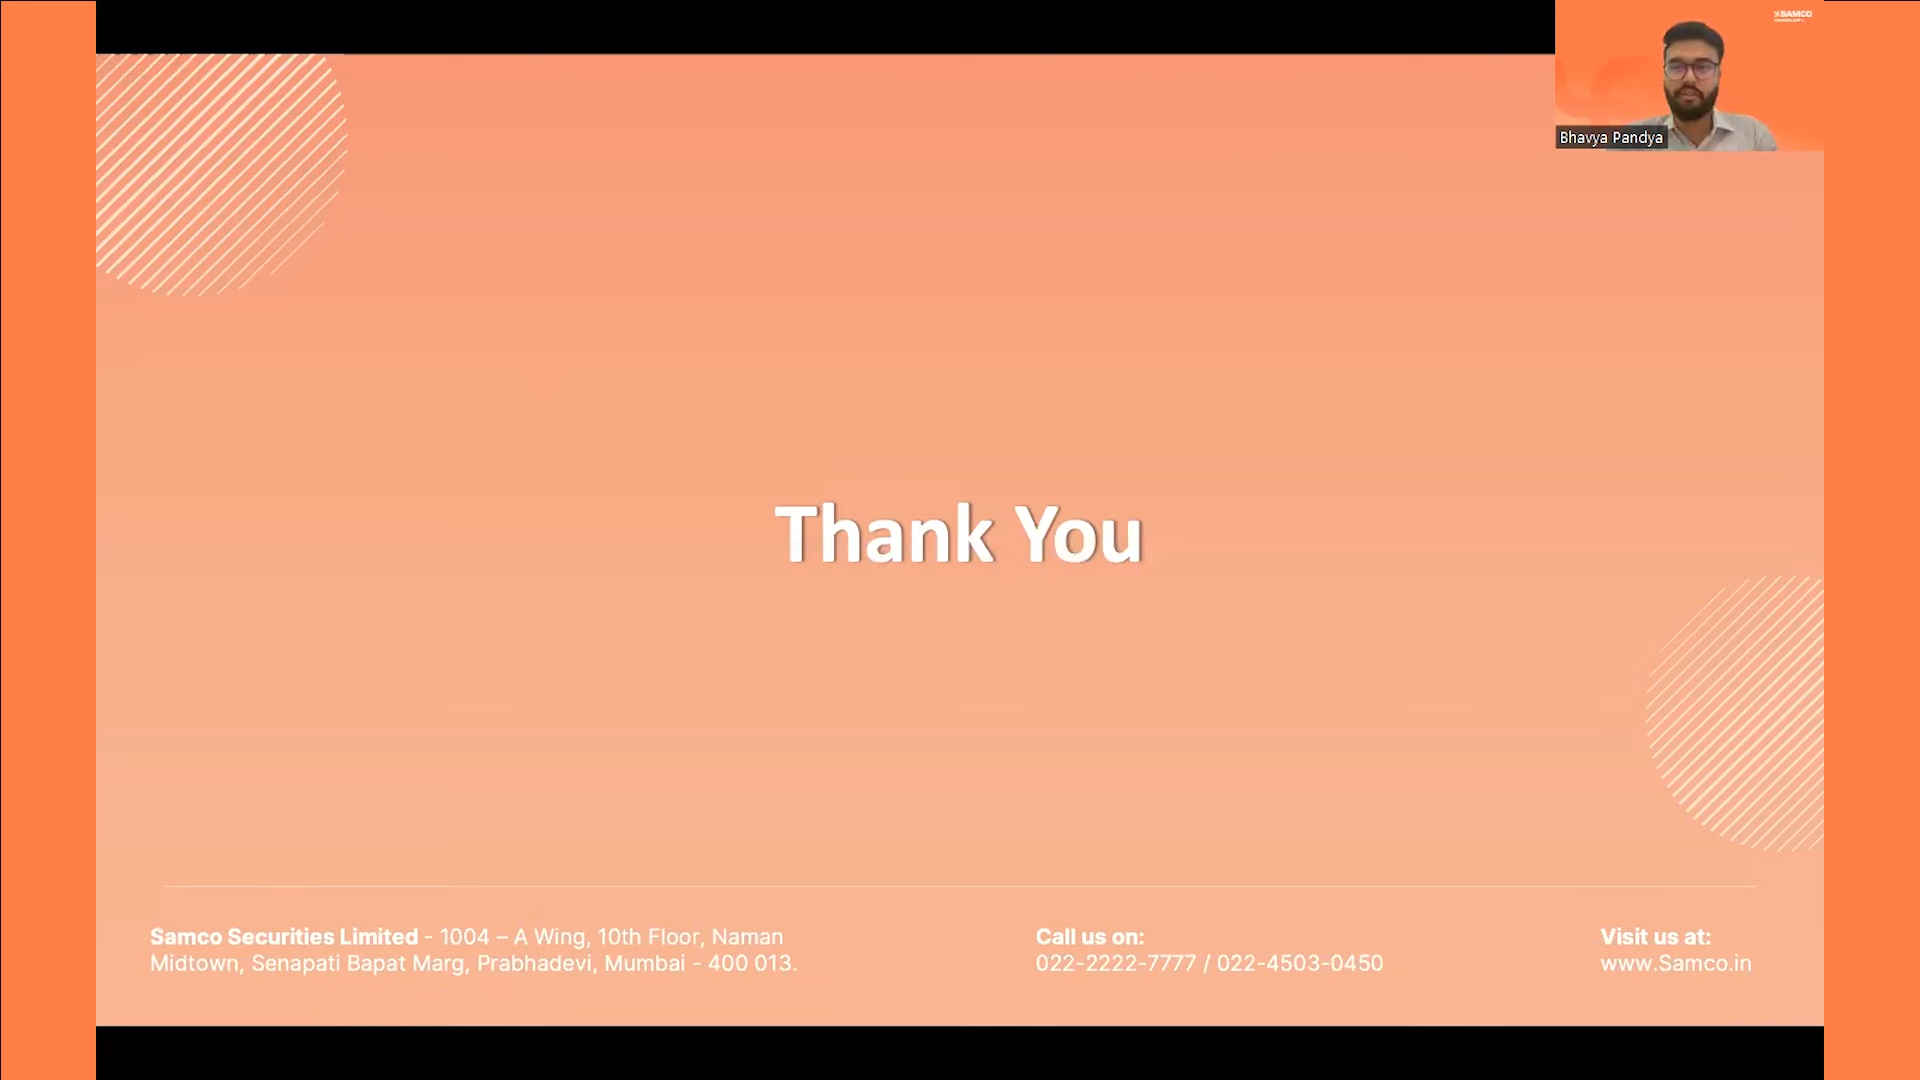 SAMCO
Bhavya Pandya
Thank You
Samco Securities Limited - 1004 – A Wing, 10th Floor, Naman
Midtown, Senapati Bapat Marg, Prabhadevi, Mumbai - 400 013.
Call us on:
022-2222-7777 / 022-4503-0450
Visit us at:
www.Samco.in